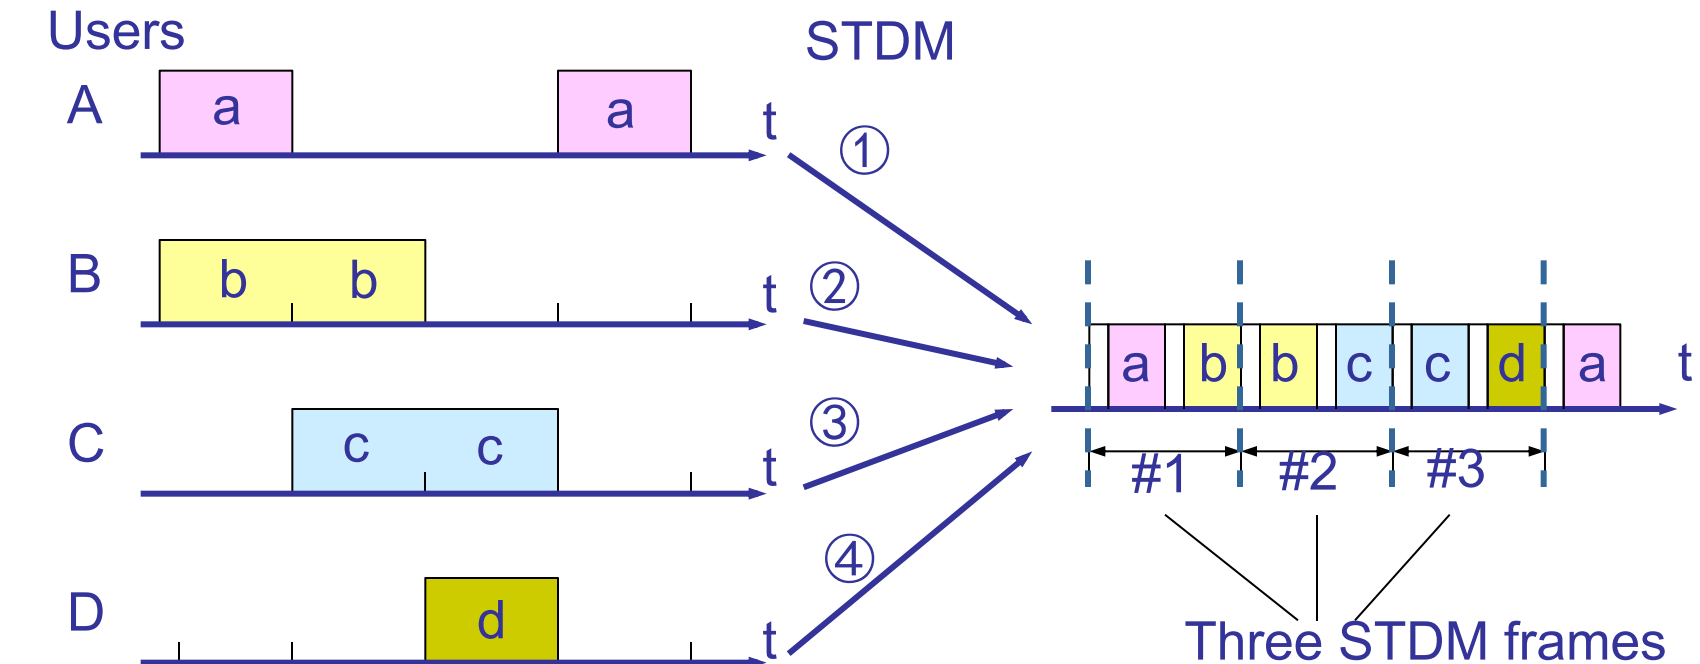 Users
STDM
A
a a
t
①
B
b b
t
②
a b b c c d a
t
C
c c
t
③
#1 #2 #3
D
d
t
④
Three STDM frames